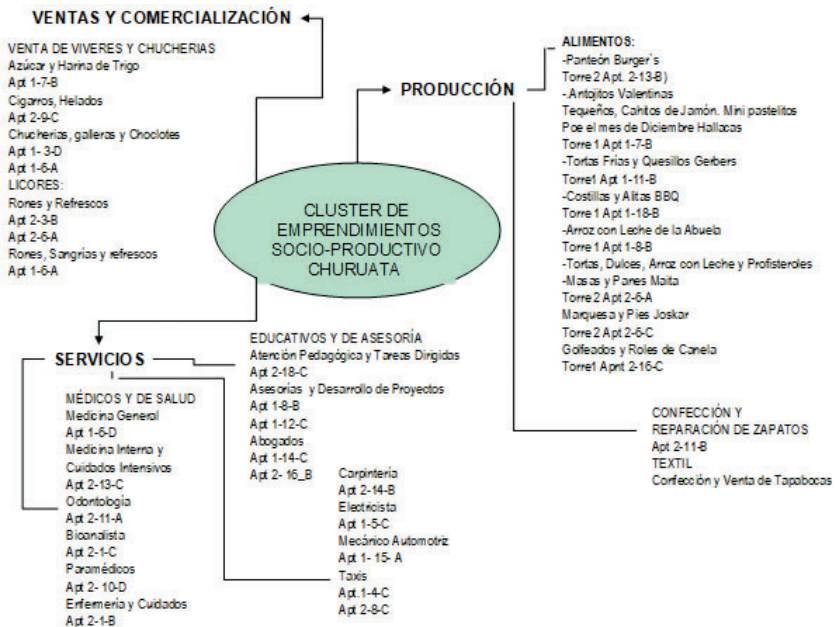 VENTAS Y COMERCIALIZACIÓN
VENTA DE VIVERES Y CHUCHERIAS
Azúcar y Harina de Trigo
Apt 1-7-B
Cigarros, Helados
Apt 2-9-C
Chucherias, galleras y Choclotes
Apt 1- 3-D
Apt 1-6-A
LICORES:
Rones y Refrescos
Apt 2-3-B
Apt 2-6-A
Rones, Sangrías y refrescos
Apt 1-6-A
PRODUCCIÓN
ALIMENTOS:
-Panteón Burger`s
Torre 2 Apt. 2-13-B)
-.Antojitos Valentinas
Tequeños, Cahitos de Jamón. Mini pastelitos
Poe el mes de Diciembre Hallacas
Torre 1 Apt 1-7-B
-Tortas Frías y Quesillos Gerbers
Torre1 Apt 1-11-B
-Costillas y Alitas BBQ
Torre 1 Apt 1-18-B
-Arroz con Leche de la Abuela
Torre 1 Apt 1-8-B
-Tortas, Dulces, Arroz con Leche y Profisteroles
-Masas y Panes Maita
Torre 2 Apt 2-6-A
Marquesa y Pies Joskar
Torre 2 Apt 2-6-C
Golfeados y Roles de Canela
Torre1 Apnt 2-16-C
CONFECCIÓN Y
REPARACIÓN DE ZAPATOS
Apt 2-11-B
TEXTIL
Confección y Venta de Tapabocas
CLUSTER DE
EMPRENDIMIENTOS
SOCIO-PRODUCTIVO
CHURUATA
SERVICIOS
MÉDICOS Y DE SALUD
Medicina General
Apt 1-6-D
Medicina Interna y
Cuidados Intensivos
Apt 2-13-C
Odontología
Apt 2-11-A
Bioanalista
Apt 2-1-C
Paramédicos
Apt 2- 10-D
Enfermería y Cuidados
Apt 2-1-B
EDUCATIVOS Y DE ASESORÍA
Atención Pedagógica y Tareas Dirigidas
Apt 2-18-C
Asesorías y Desarrollo de Proyectos
Apt 1-8-B
Apt 1-12-C
Abogados
Apt 1-14-C
Apt 2- 16_B
Carpintería
Apt 2-14-B
Electricista
Apt 1-5-C
Mecánico Automotriz
Apt 1- 15- A
Taxis
Apt.1-4-C
Apt 2-8-C